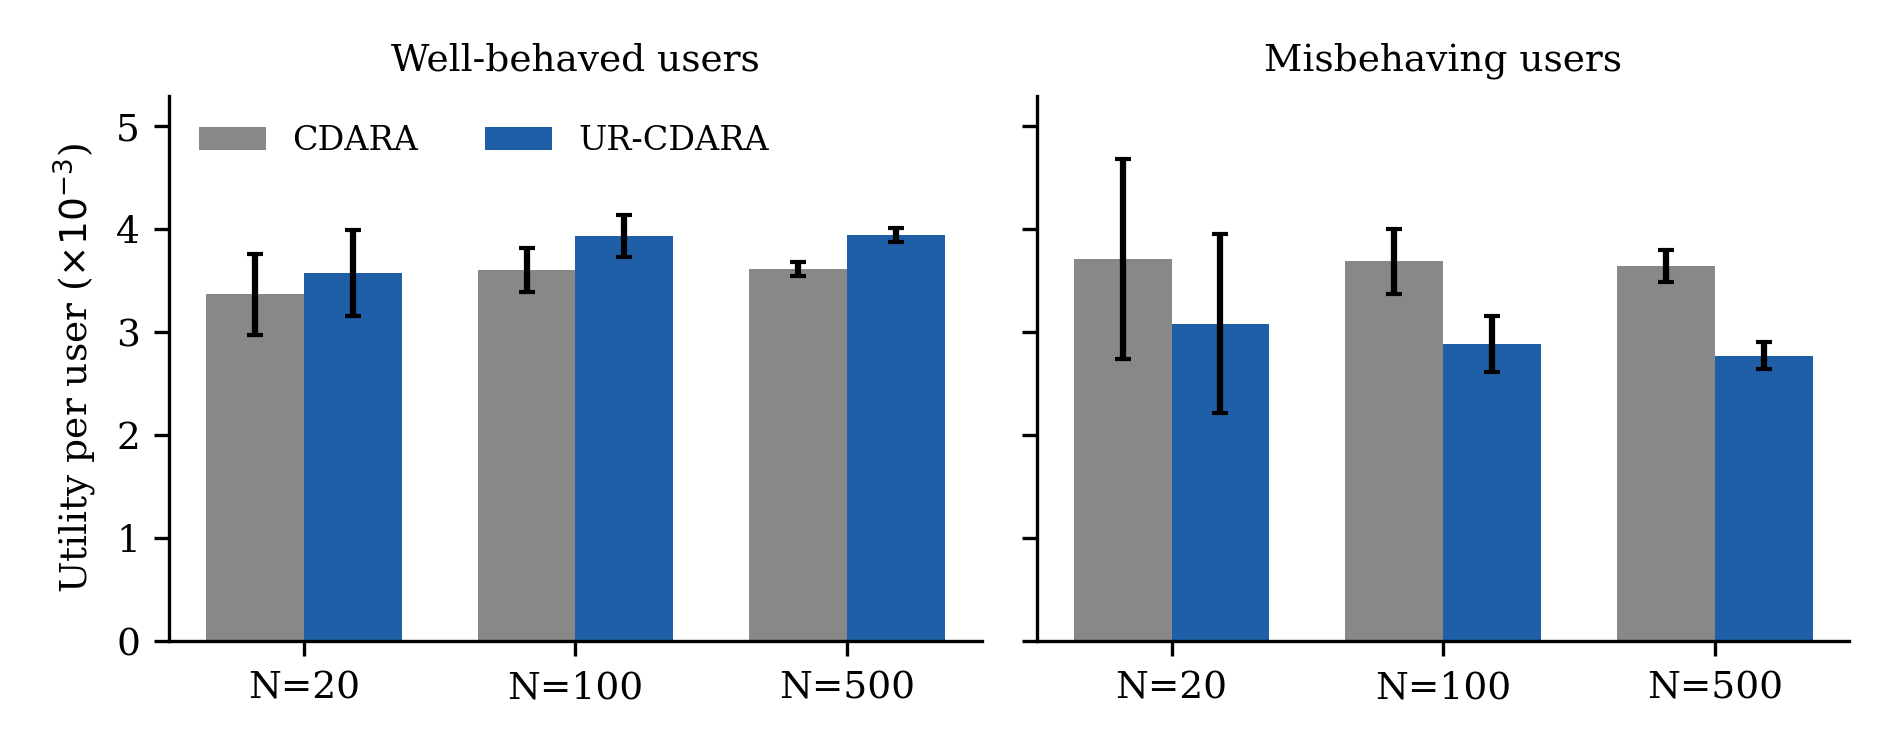 Well-behaved users
Misbehaving users
CDARA
UR-CDARA
Utility per user (×10⁻³)
5
4
3
2
1
0
N=20
N=100
N=500
N=20
N=100
N=500